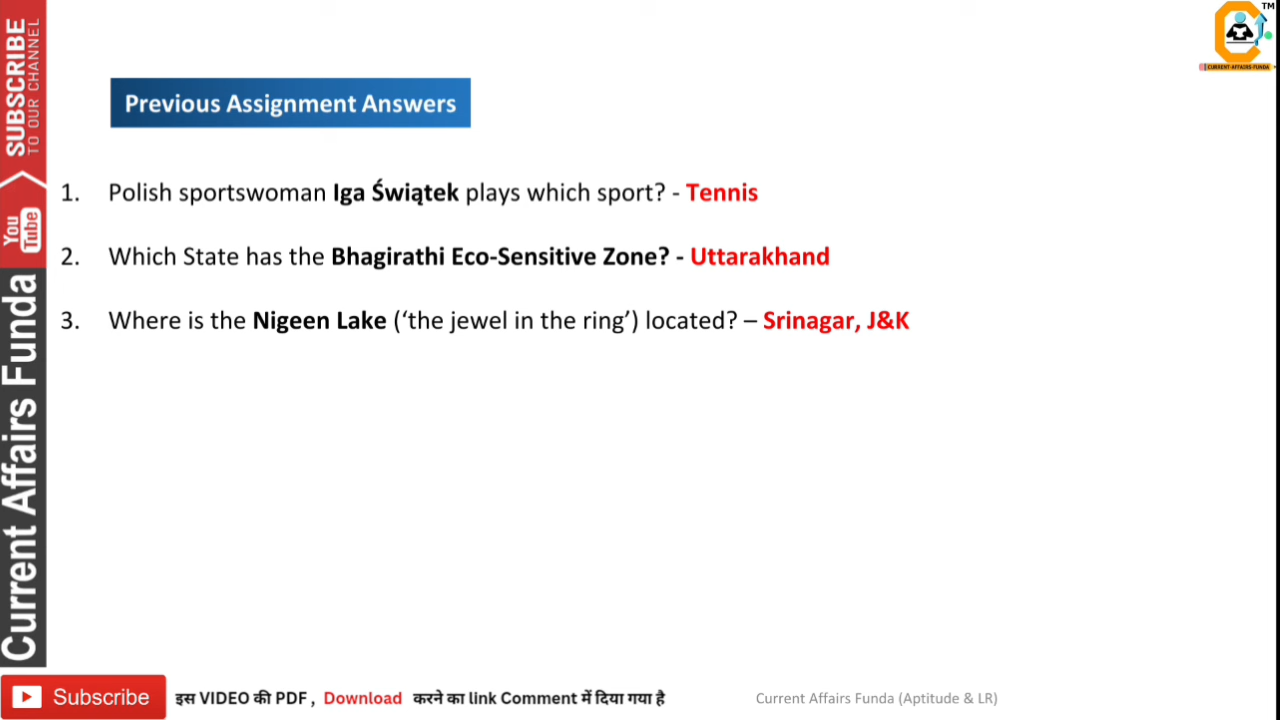 SUBSCRIBE
TO OUR CHANNEL
You Tube
Current Affairs Funda
TM
CURRENT-AFFAIRS-FUNDA
Previous Assignment Answers
1. Polish sportswoman Iga Świątek plays which sport? - Tennis
2. Which State has the Bhagirathi Eco-Sensitive Zone? - Uttarakhand
3. Where is the Nigeen Lake (‘the jewel in the ring’) located? – Srinagar, J&K
Subscribe
इस VIDEO की PDF , Download करने का link Comment में दिया गया है
Current Affairs Funda (Aptitude & LR)